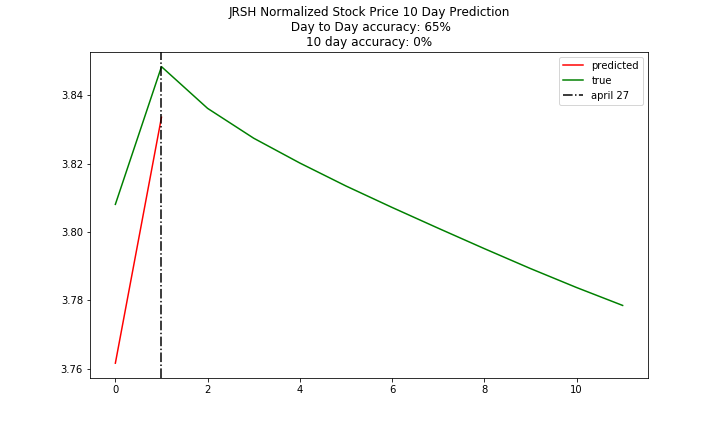 JRSH Normalized Stock Price 10 Day Prediction
Day to Day accuracy: 65%
10 day accuracy: 0%
predicted
true
april 27
3.84
3.82
3.80
3.78
3.76
0 2 4 6 8 10